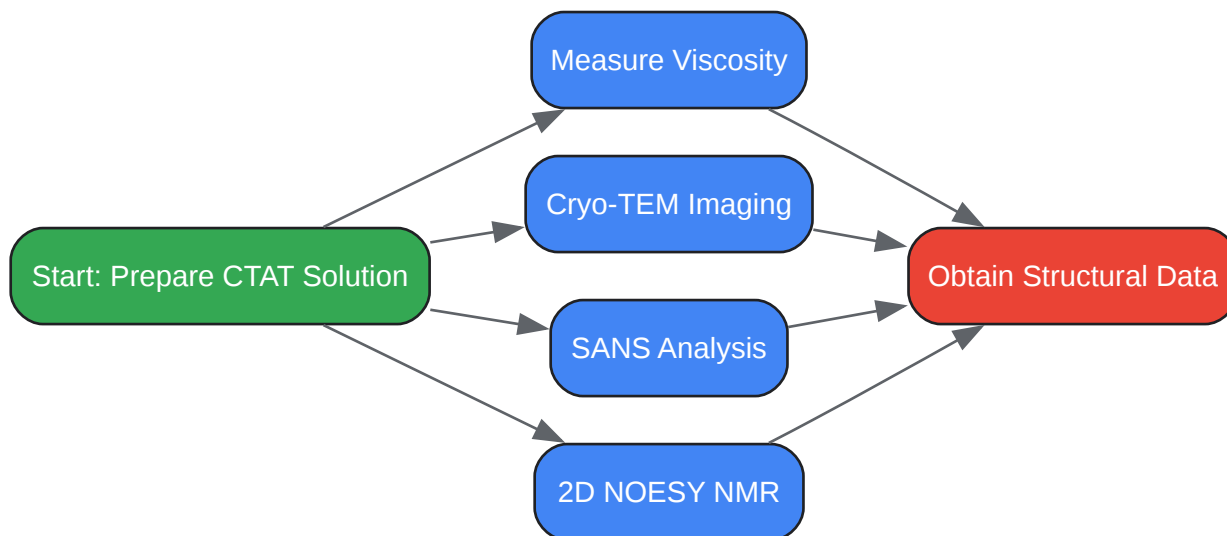 Measure Viscosity
Cryo-TEM Imaging
Start: Prepare CTAT Solution
Obtain Structural Data
SANS Analysis
2D NOESY NMR